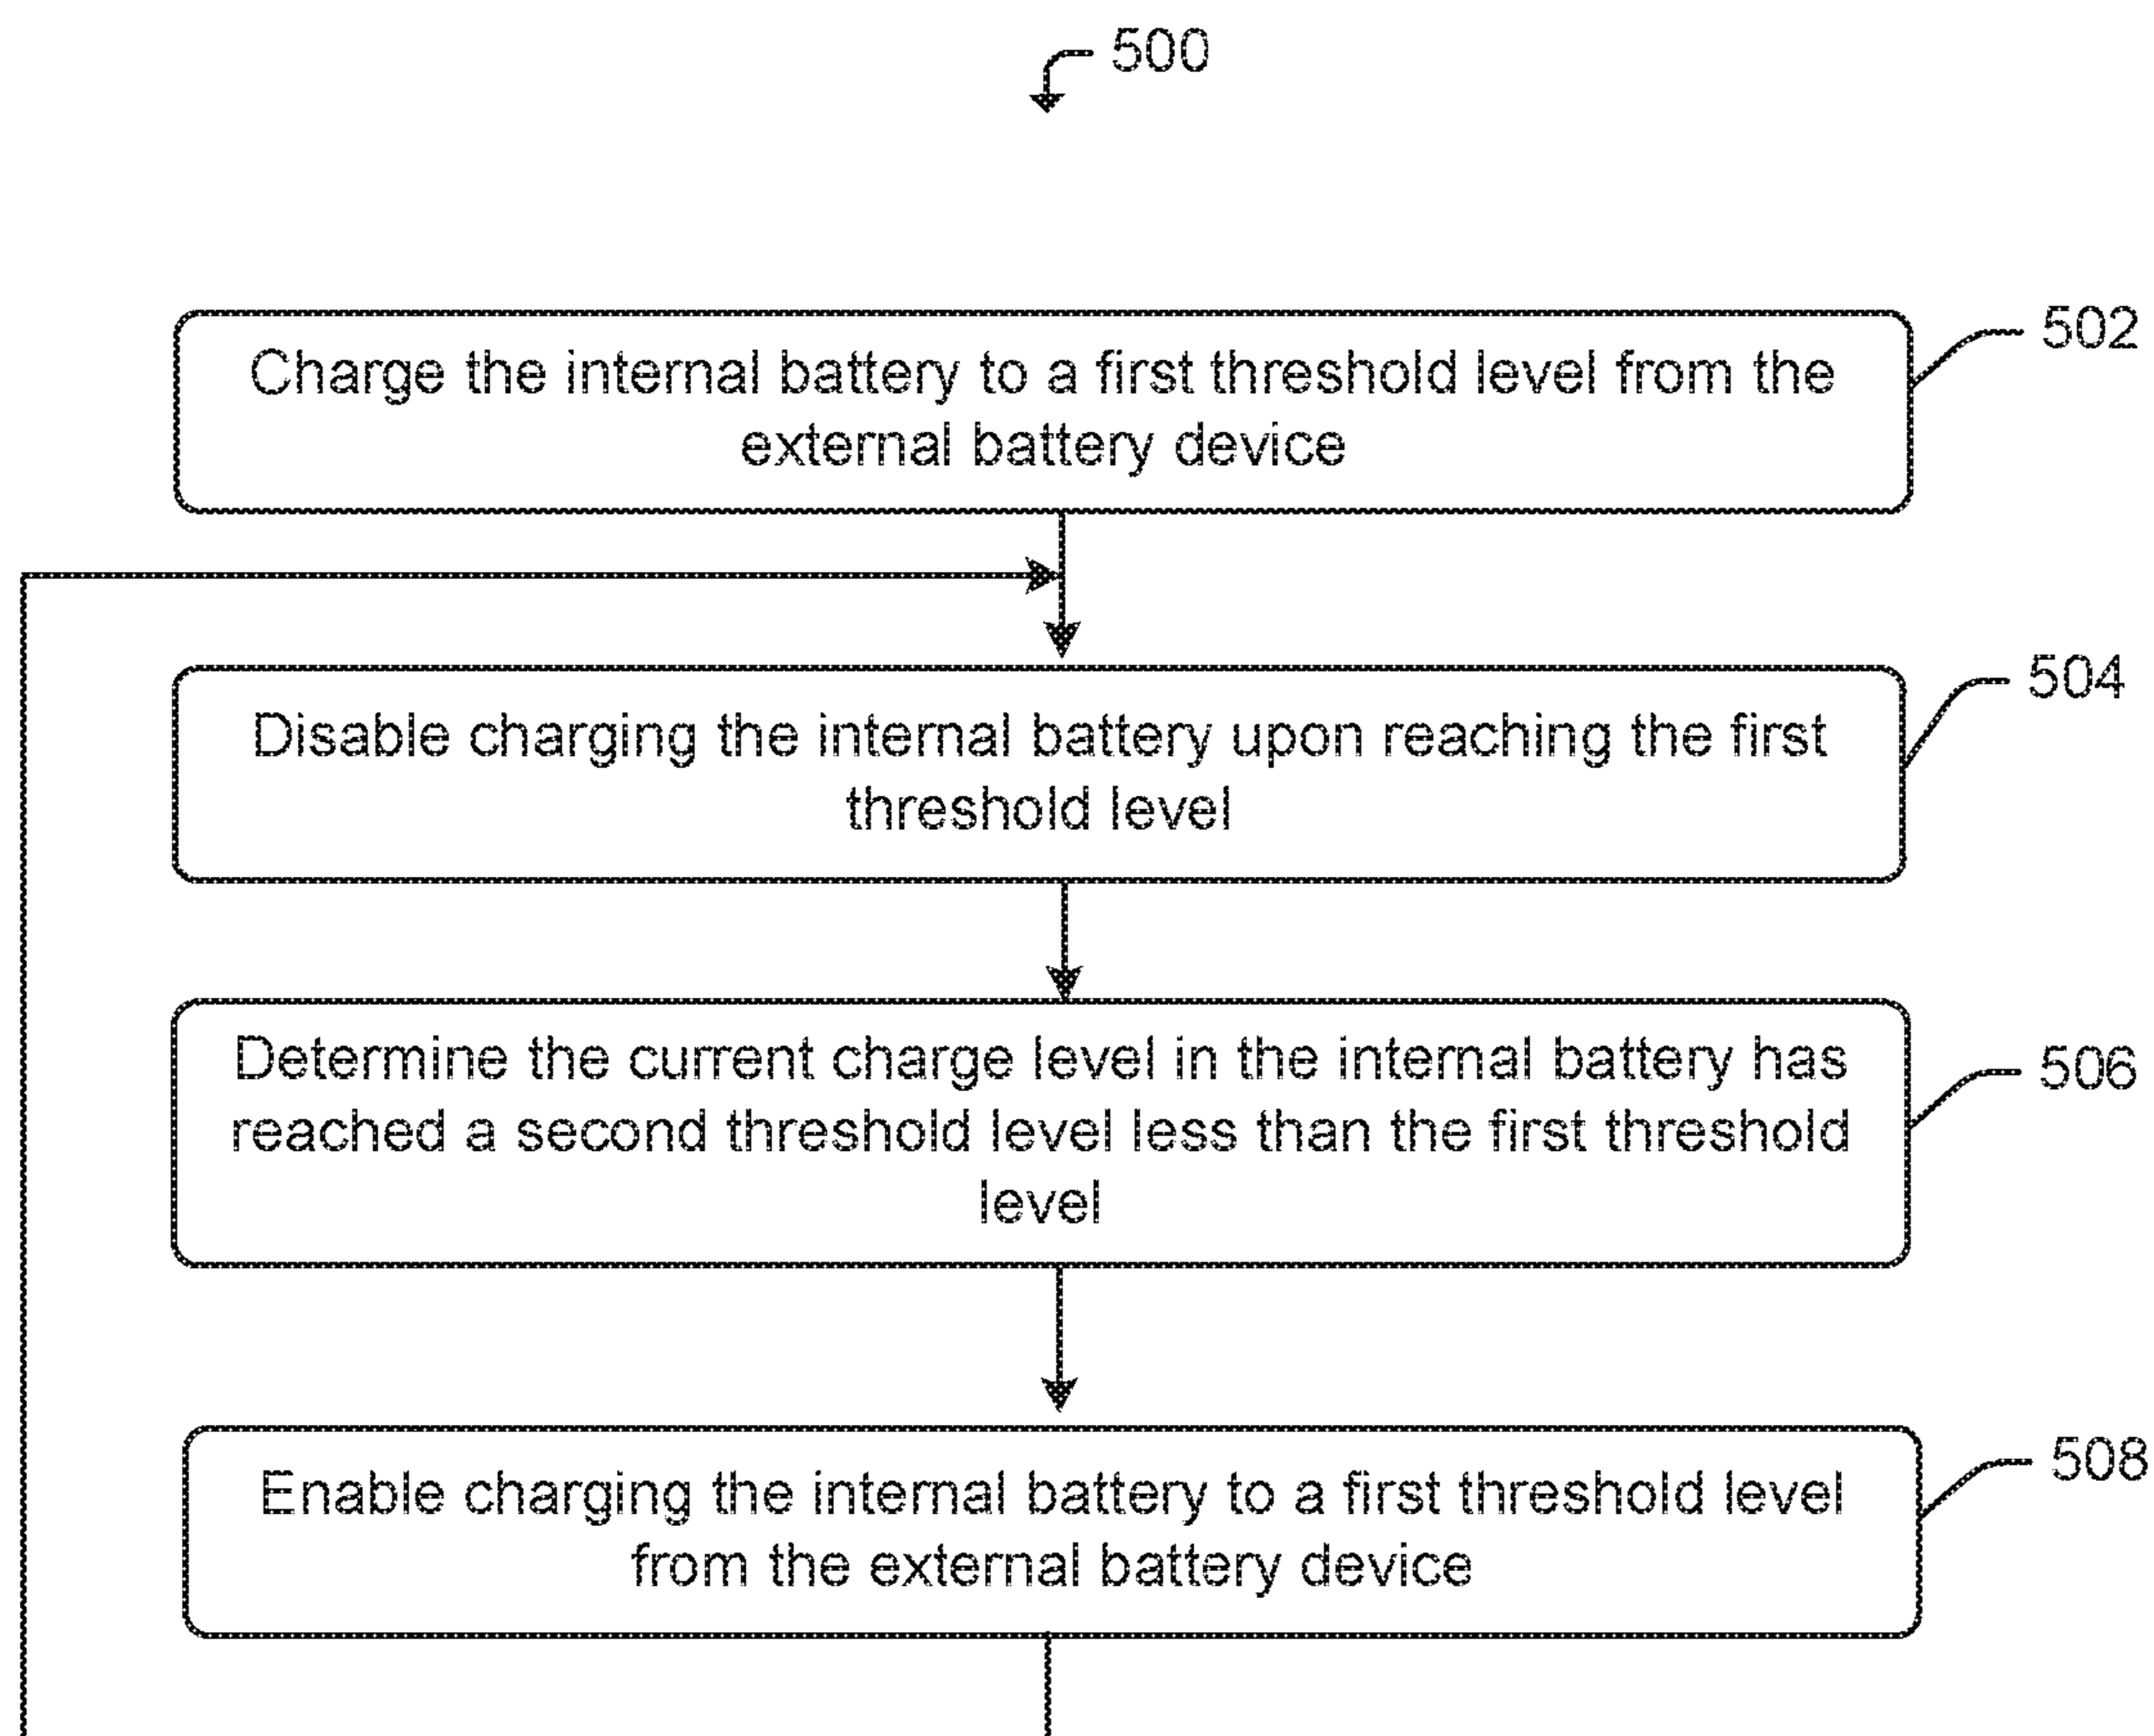 500
502
Charge the internal battery to a first threshold level from the
external battery device
504
Disable charging the internal battery upon reaching the first
threshold level
506
Determine the current charge level in the internal battery has
reached a second threshold level less than the first threshold
level
508
Enable charging the internal battery to a first threshold level
from the external battery device